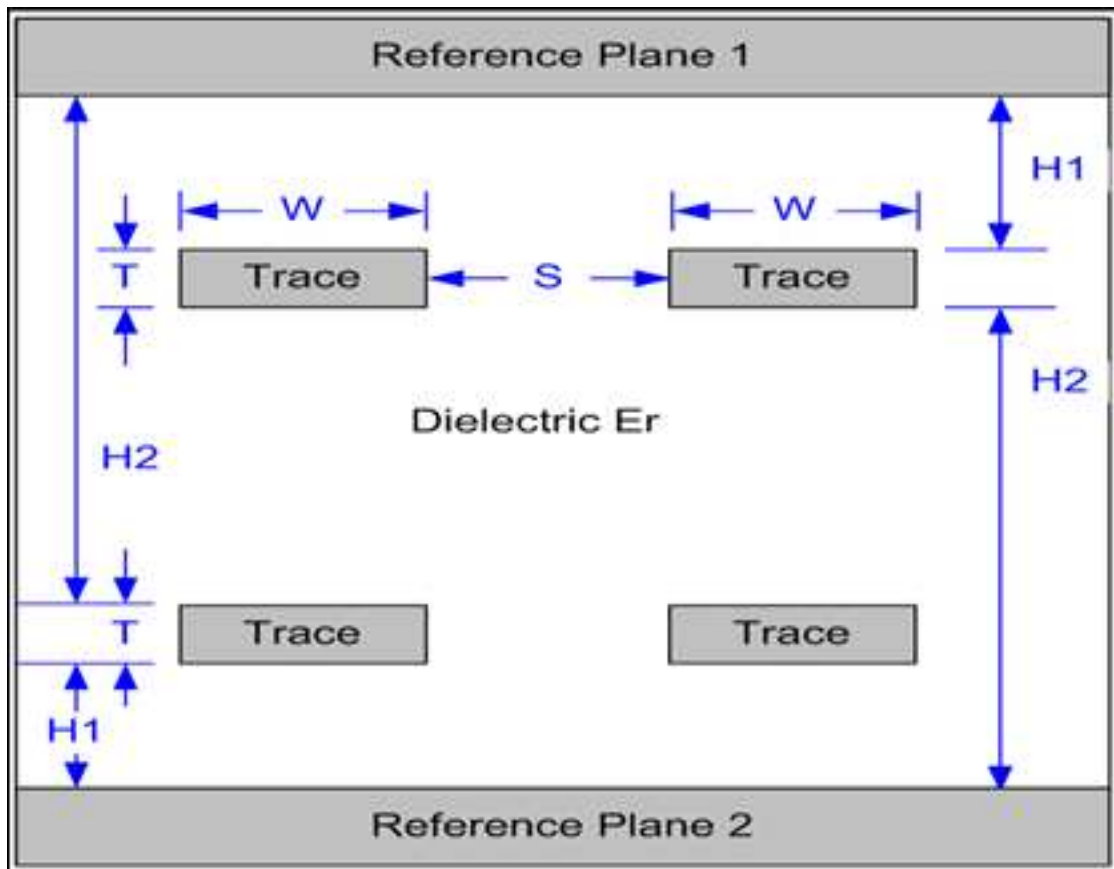 Reference Plane 1
H1
W W
T Trace S Trace
H2
Dielectric Er
H2
T Trace Trace
H1
Reference Plane 2